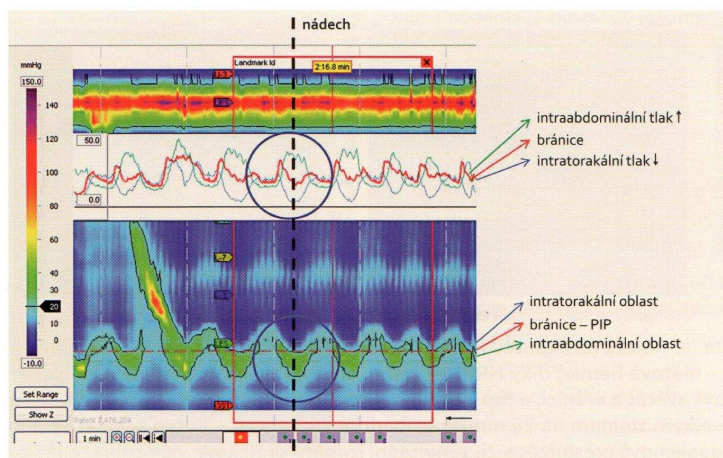 nádech
mmHg
150.0
140
120
100
80
60
40
30
20
10
0
-10.0
Set Range
Show Z
Landmark Id
2:16.8 min
50.0
0.0
intraabdominální tlak ↑
bránice
intratorakální tlak ↓
intratorakální oblast
bránice – PIP
intraabdominální oblast
1 min